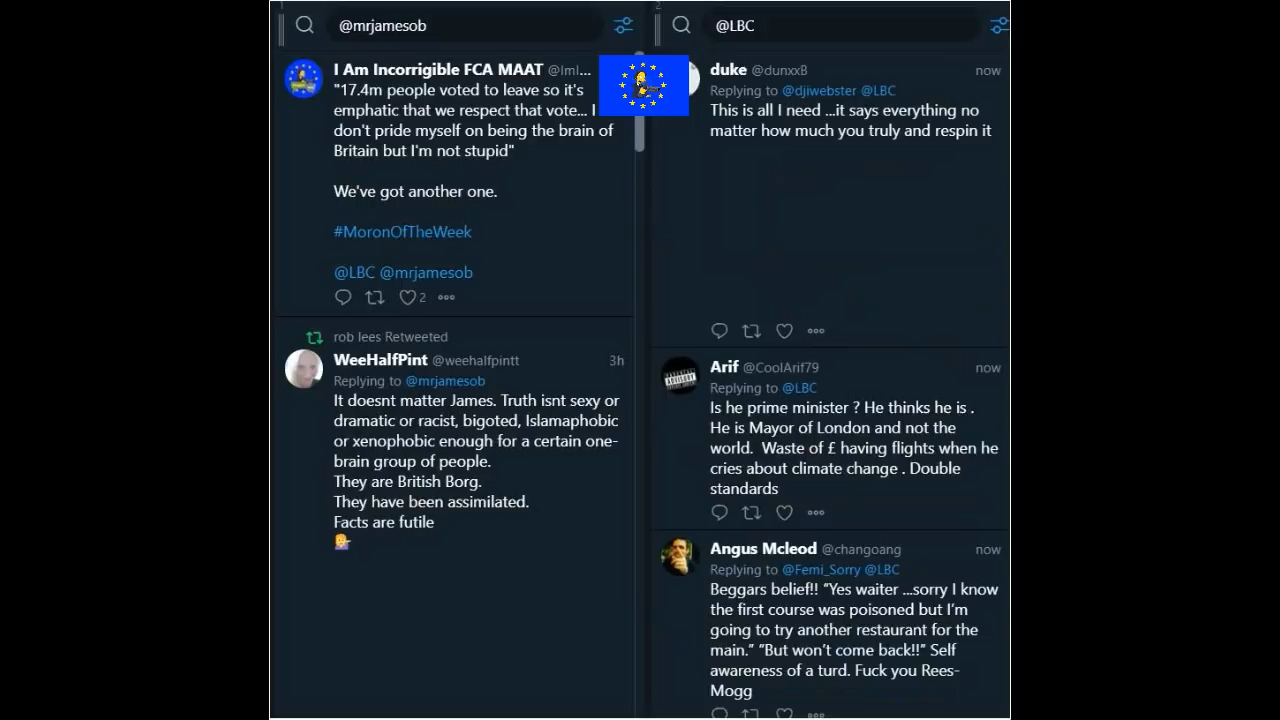 1
@mrjamesob
I Am Incorrigible FCA MAAT @ImI...
"17.4m people voted to leave so it's
emphatic that we respect that vote... I
don't pride myself on being the brain of
Britain but I'm not stupid"
We've got another one.
#MoronOfTheWeek
@LBC @mrjamesob
2
rob lees Retweeted
WeeHalfPint @weehalfpintt 3h
Replying to @mrjamesob
It doesnt matter James. Truth isnt sexy or
dramatic or racist, bigoted, Islamaphobic
or xenophobic enough for a certain one-
brain group of people.
They are British Borg.
They have been assimilated.
Facts are futile
2
@LBC
duke @dunxxB now
Replying to @djiwebster @LBC
This is all I need ...it says everything no
matter how much you truly and respin it
Arif @CoolArif79 now
Replying to @LBC
Is he prime minister ? He thinks he is .
He is Mayor of London and not the
world.  Waste of £ having flights when he
cries about climate change . Double
standards
Angus Mcleod @changoang now
Replying to @Femi_Sorry @LBC
Beggars belief!! "Yes waiter ...sorry I know
the first course was poisoned but I'm
going to try another restaurant for the
main." "But won't come back!!" Self
awareness of a turd. Fuck you Rees-
Mogg